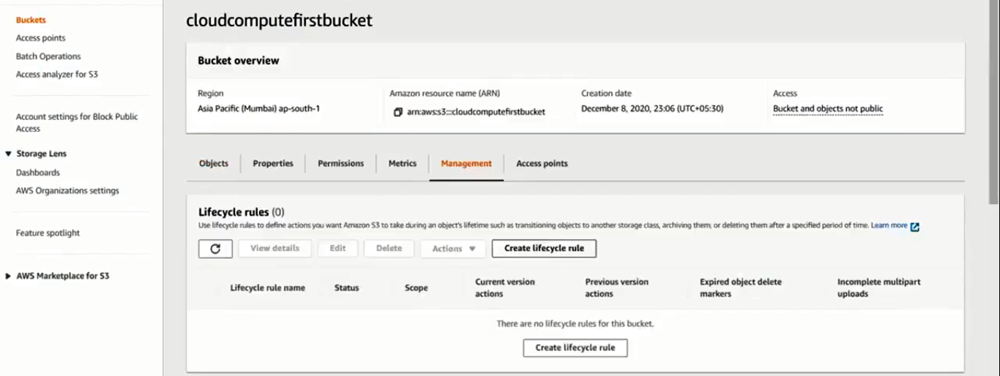 Buckets
Access points
Batch Operations
Access analyzer for S3
Account settings for Block Public
Access
Storage Lens
Dashboards
AWS Organizations settings
Feature spotlight
AWS Marketplace for S3
cloudcomputefirstbucket
Bucket overview
Region
Asia Pacific (Mumbai) ap-south-1
Amazon resource name (ARN)
arn:aws:s3:::cloudcomputefirstbucket
Creation date
December 8, 2020, 23:06 (UTC+05:30)
Access
Bucket and objects not public
Objects Properties Permissions Metrics Management Access points
Lifecycle rules (0)
Use lifecycle rules to define actions you want Amazon S3 to take during an object's lifetime such as transitioning objects to another storage class, archiving them, or deleting them after a specified period of time. Learn more
View details Edit Delete Actions Create lifecycle rule
Lifecycle rule name
Status
Scope
Current version
actions
Previous version
actions
Expired object delete
markers
Incomplete multipart
uploads
There are no lifecycle rules for this bucket.
Create lifecycle rule